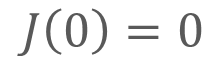 J(0) = 0